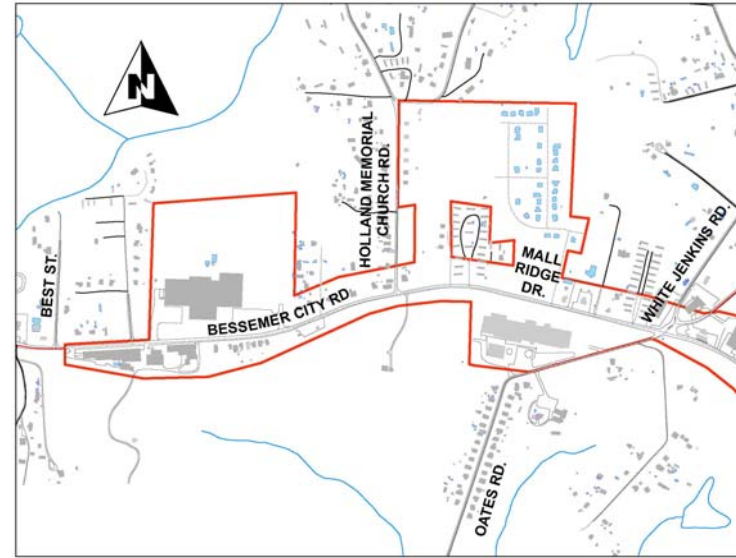 N
HOLLAND MEMORIAL
CHURCH RD.
BEST ST.
BESSEMER CITY RD
MALL
RIDGE
DR.
WHITE JENKINS RD.
OATES RD.